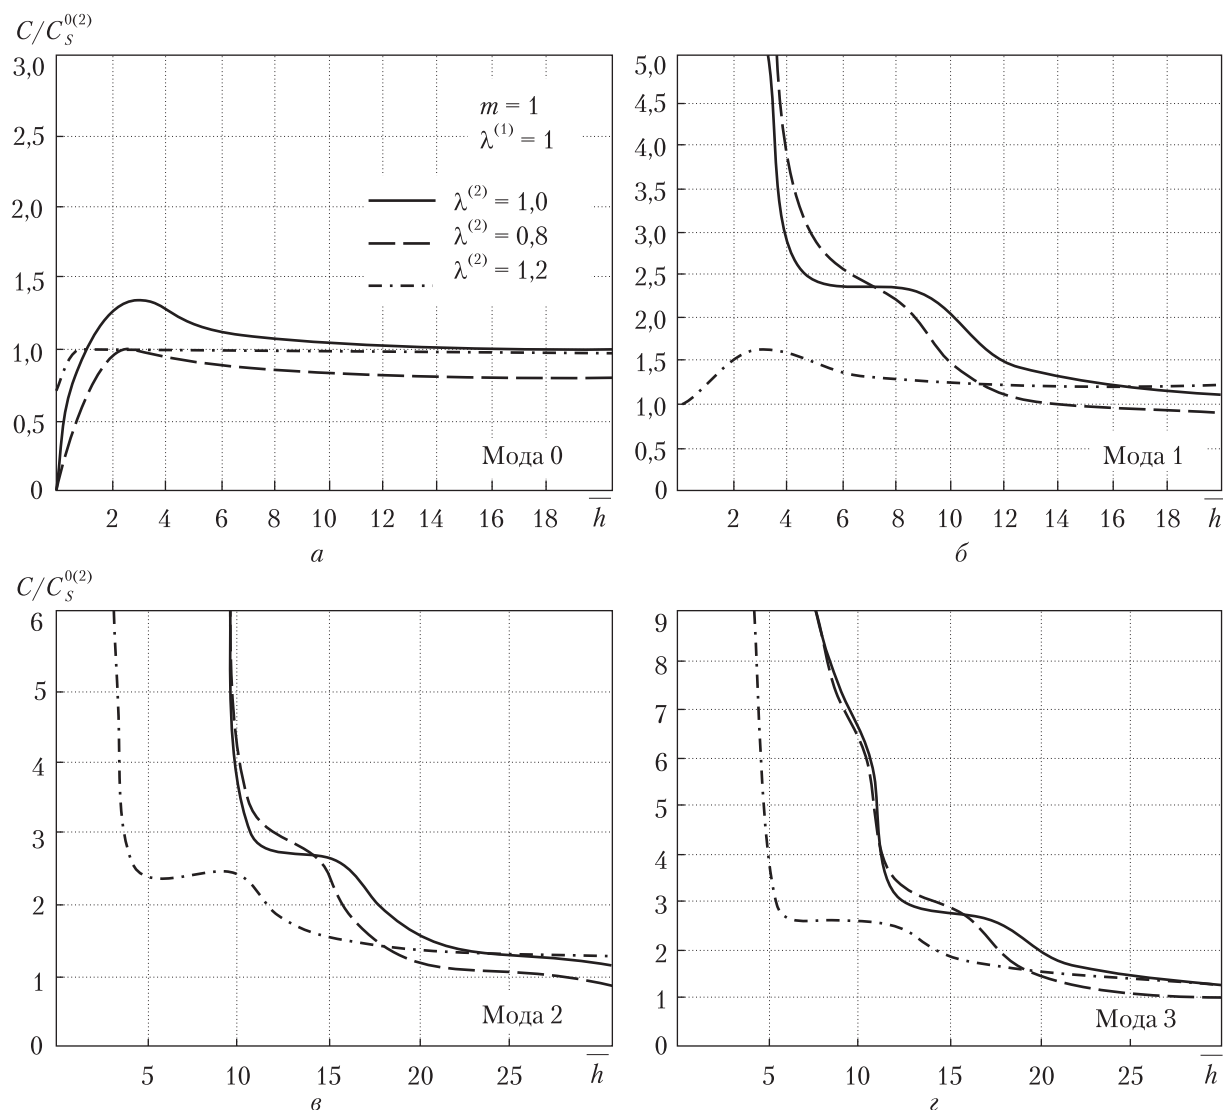 C/C_S^{0(2)}
3,0
2,5
2,0
1,5
1,0
0,5
0
m = 1
λ^{(1)} = 1
λ^{(2)} = 1,0
λ^{(2)} = 0,8
λ^{(2)} = 1,2
Мода 0
2 4 6 8 10 12 14 16 18 h̅
а
5,0
4,5
4,0
3,5
3,0
2,5
2,0
1,5
1,0
0,5
0
Мода 1
2 4 6 8 10 12 14 16 18 h̅
б
C/C_S^{0(2)}
6
5
4
3
2
1
0
Мода 2
5 10 15 20 25 h̅
в
9
8
7
6
5
4
3
2
1
0
Мода 3
5 10 15 20 25 h̅
г